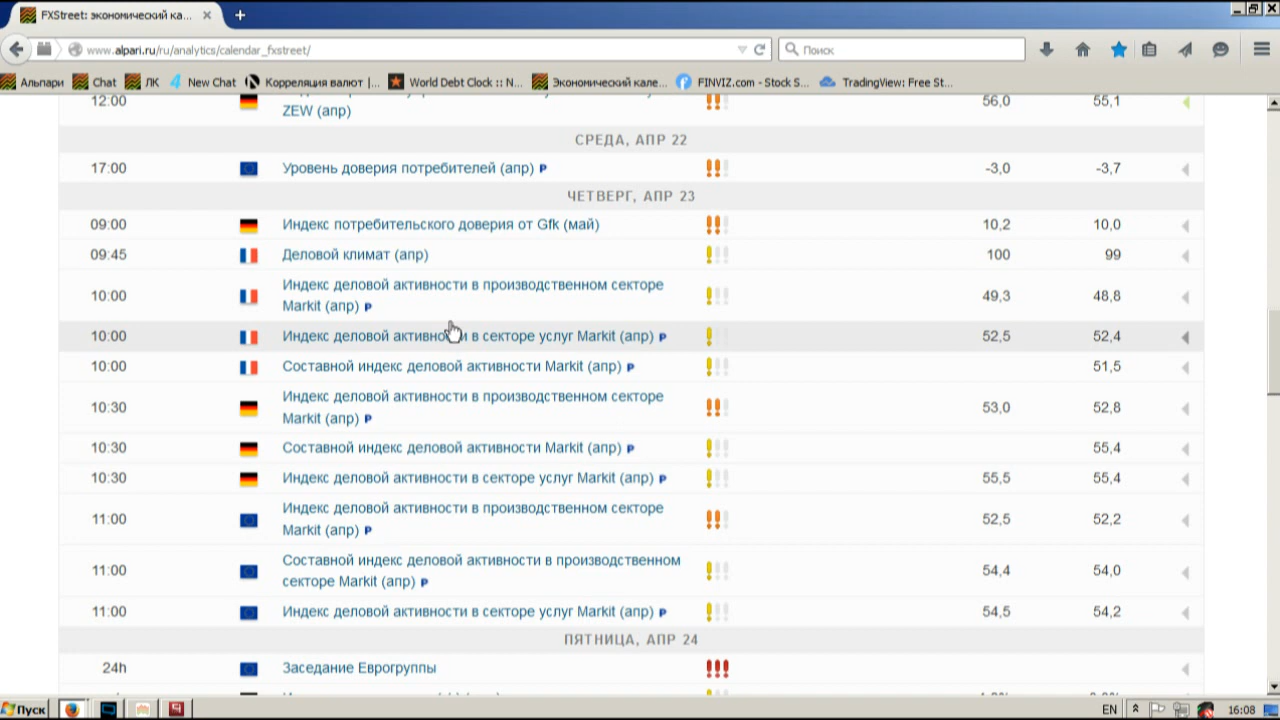 FXStreet: экономический ка...
www.alpari.ru/ru/analytics/calendar_fxstreet/
Поиск
Альпари Chat ЛК New Chat Корреляция валют |... World Debt Clock :: N... Экономический кале... FINVIZ.com - Stock S... TradingView: Free St...
12:00 ZEW (апр) 56,0 55,1
СРЕДА, АПР 22
17:00 Уровень доверия потребителей (апр) P -3,0 -3,7
ЧЕТВЕРГ, АПР 23
09:00 Индекс потребительского доверия от Gfk (май) 10,2 10,0
09:45 Деловой климат (апр) 100 99
10:00 Индекс деловой активности в производственном секторе
Markit (апр) P 49,3 48,8
10:00 Индекс деловой активности в секторе услуг Markit (апр) P 52,5 52,4
10:00 Составной индекс деловой активности Markit (апр) P 51,5
10:30 Индекс деловой активности в производственном секторе
Markit (апр) P 53,0 52,8
10:30 Составной индекс деловой активности Markit (апр) P 55,4
10:30 Индекс деловой активности в секторе услуг Markit (апр) P 55,5 55,4
11:00 Индекс деловой активности в производственном секторе
Markit (апр) P 52,5 52,2
11:00 Составной индекс деловой активности в производственном
секторе Markit (апр) P 54,4 54,0
11:00 Индекс деловой активности в секторе услуг Markit (апр) P 54,5 54,2
ПЯТНИЦА, АПР 24
24h Заседание Еврогруппы
Пуск EN 16:08